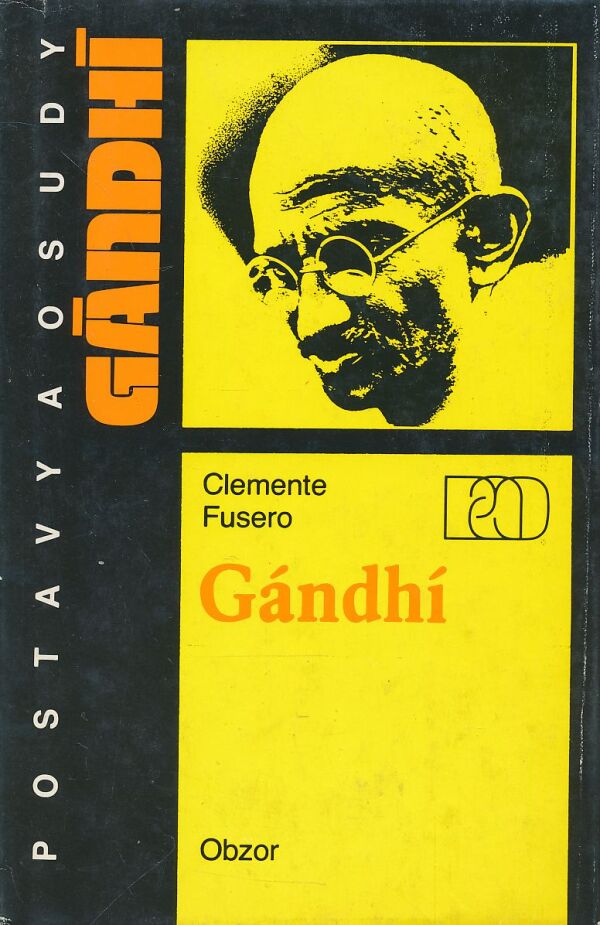 POSTAVY A OSUDY
GÁNDHÍ
Clemente
Fusero
Gándhí
Obzor